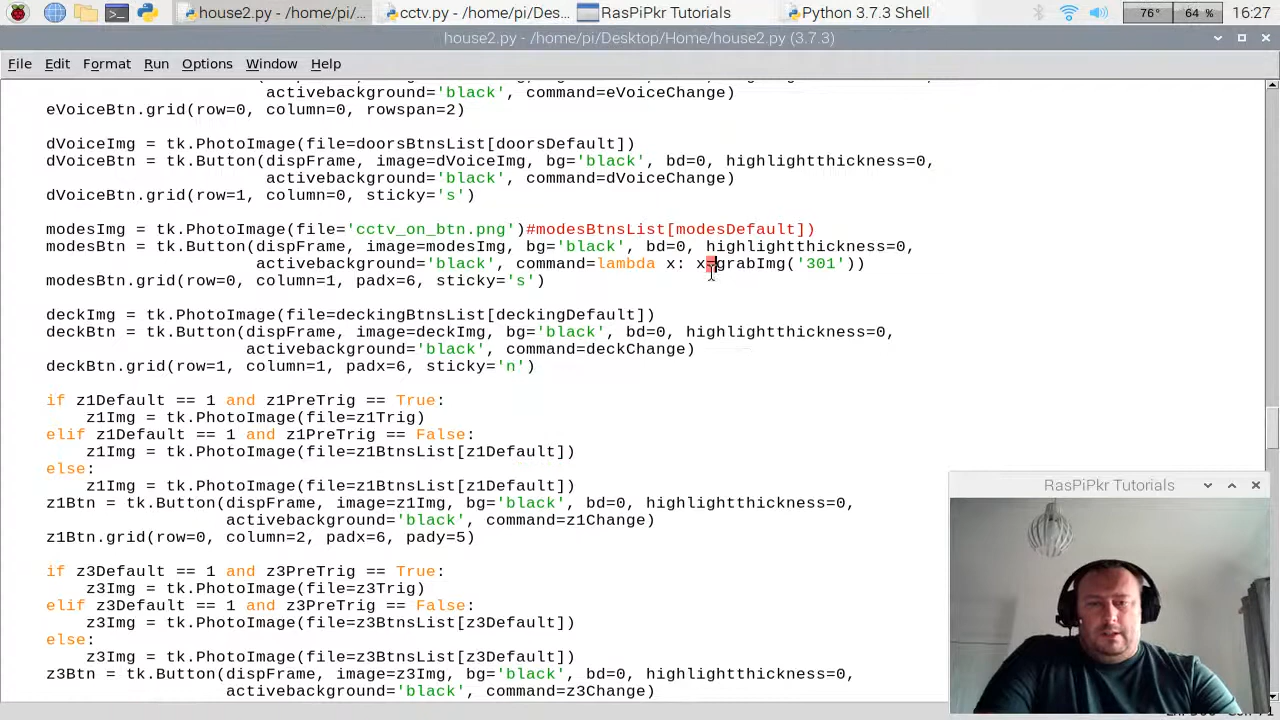 house2.py - /home/pi/...
cctv.py - /home/pi/Des...
RasPiPkr Tutorials
Python 3.7.3 Shell
76°
64 %
16:27
house2.py - /home/pi/Desktop/Home/house2.py (3.7.3)
File Edit Format Run Options Window Help
activebackground='black', command=eVoiceChange)
eVoiceBtn.grid(row=0, column=0, rowspan=2)
dVoiceImg = tk.PhotoImage(file=doorsBtnsList[doorsDefault])
dVoiceBtn = tk.Button(dispFrame, image=dVoiceImg, bg='black', bd=0, highlightthickness=0,
activebackground='black', command=dVoiceChange)
dVoiceBtn.grid(row=1, column=0, sticky='s')
modesImg = tk.PhotoImage(file='cctv_on_btn.png')#modesBtnsList[modesDefault])
modesBtn = tk.Button(dispFrame, image=modesImg, bg='black', bd=0, highlightthickness=0,
activebackground='black', command=lambda x: x=grabImg('301'))
modesBtn.grid(row=0, column=1, padx=6, sticky='s')
deckImg = tk.PhotoImage(file=deckingBtnsList[deckingDefault])
deckBtn = tk.Button(dispFrame, image=deckImg, bg='black', bd=0, highlightthickness=0,
activebackground='black', command=deckChange)
deckBtn.grid(row=1, column=1, padx=6, sticky='n')
if z1Default == 1 and z1PreTrig == True:
z1Img = tk.PhotoImage(file=z1Trig)
elif z1Default == 1 and z1PreTrig == False:
z1Img = tk.PhotoImage(file=z1BtnsList[z1Default])
else:
z1Img = tk.PhotoImage(file=z1BtnsList[z1Default])
z1Btn = tk.Button(dispFrame, image=z1Img, bg='black', bd=0, highlightthickness=0,
activebackground='black', command=z1Change)
z1Btn.grid(row=0, column=2, padx=6, pady=5)
if z3Default == 1 and z3PreTrig == True:
z3Img = tk.PhotoImage(file=z3Trig)
elif z3Default == 1 and z3PreTrig == False:
z3Img = tk.PhotoImage(file=z3BtnsList[z3Default])
else:
z3Img = tk.PhotoImage(file=z3BtnsList[z3Default])
z3Btn = tk.Button(dispFrame, image=z3Img, bg='black', bd=0, highlightthickness=0,
activebackground='black', command=z3Change)
RasPiPkr Tutorials